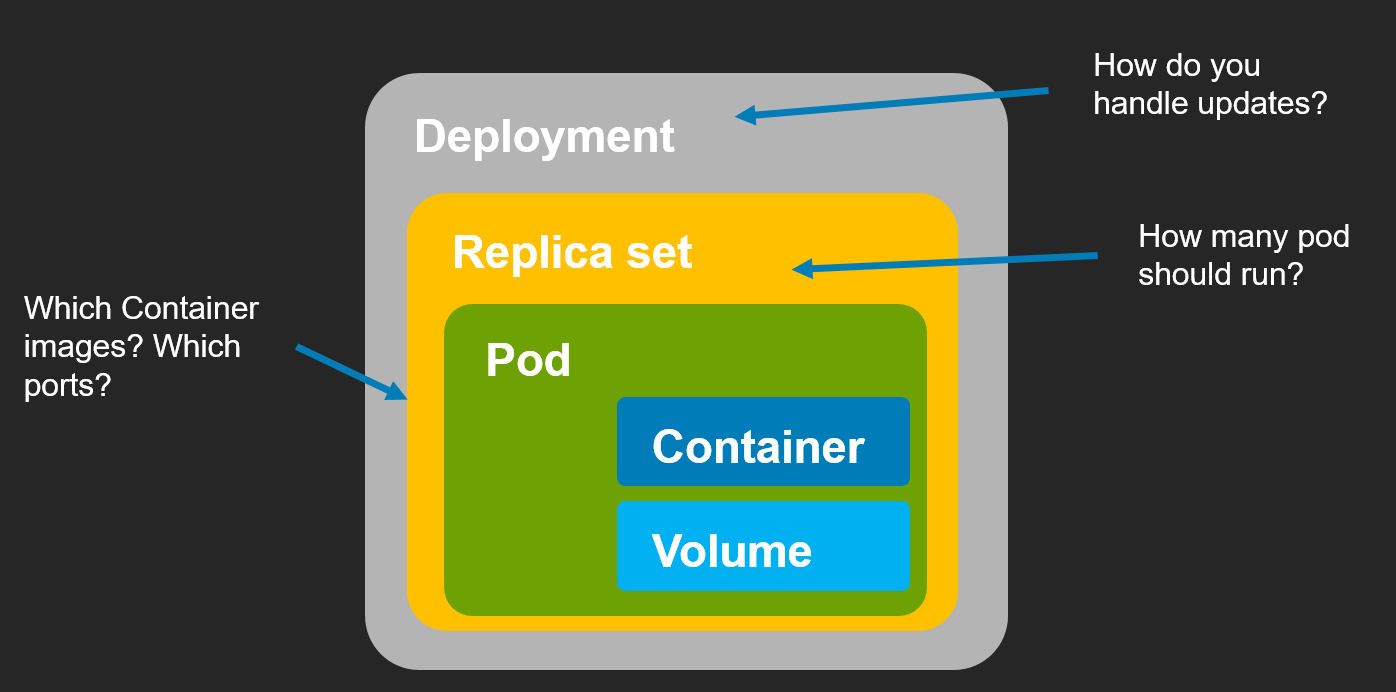 How do you
handle updates?
Deployment
Replica set
How many pod
should run?
Which Container
images? Which
ports?
Pod
Container
Volume